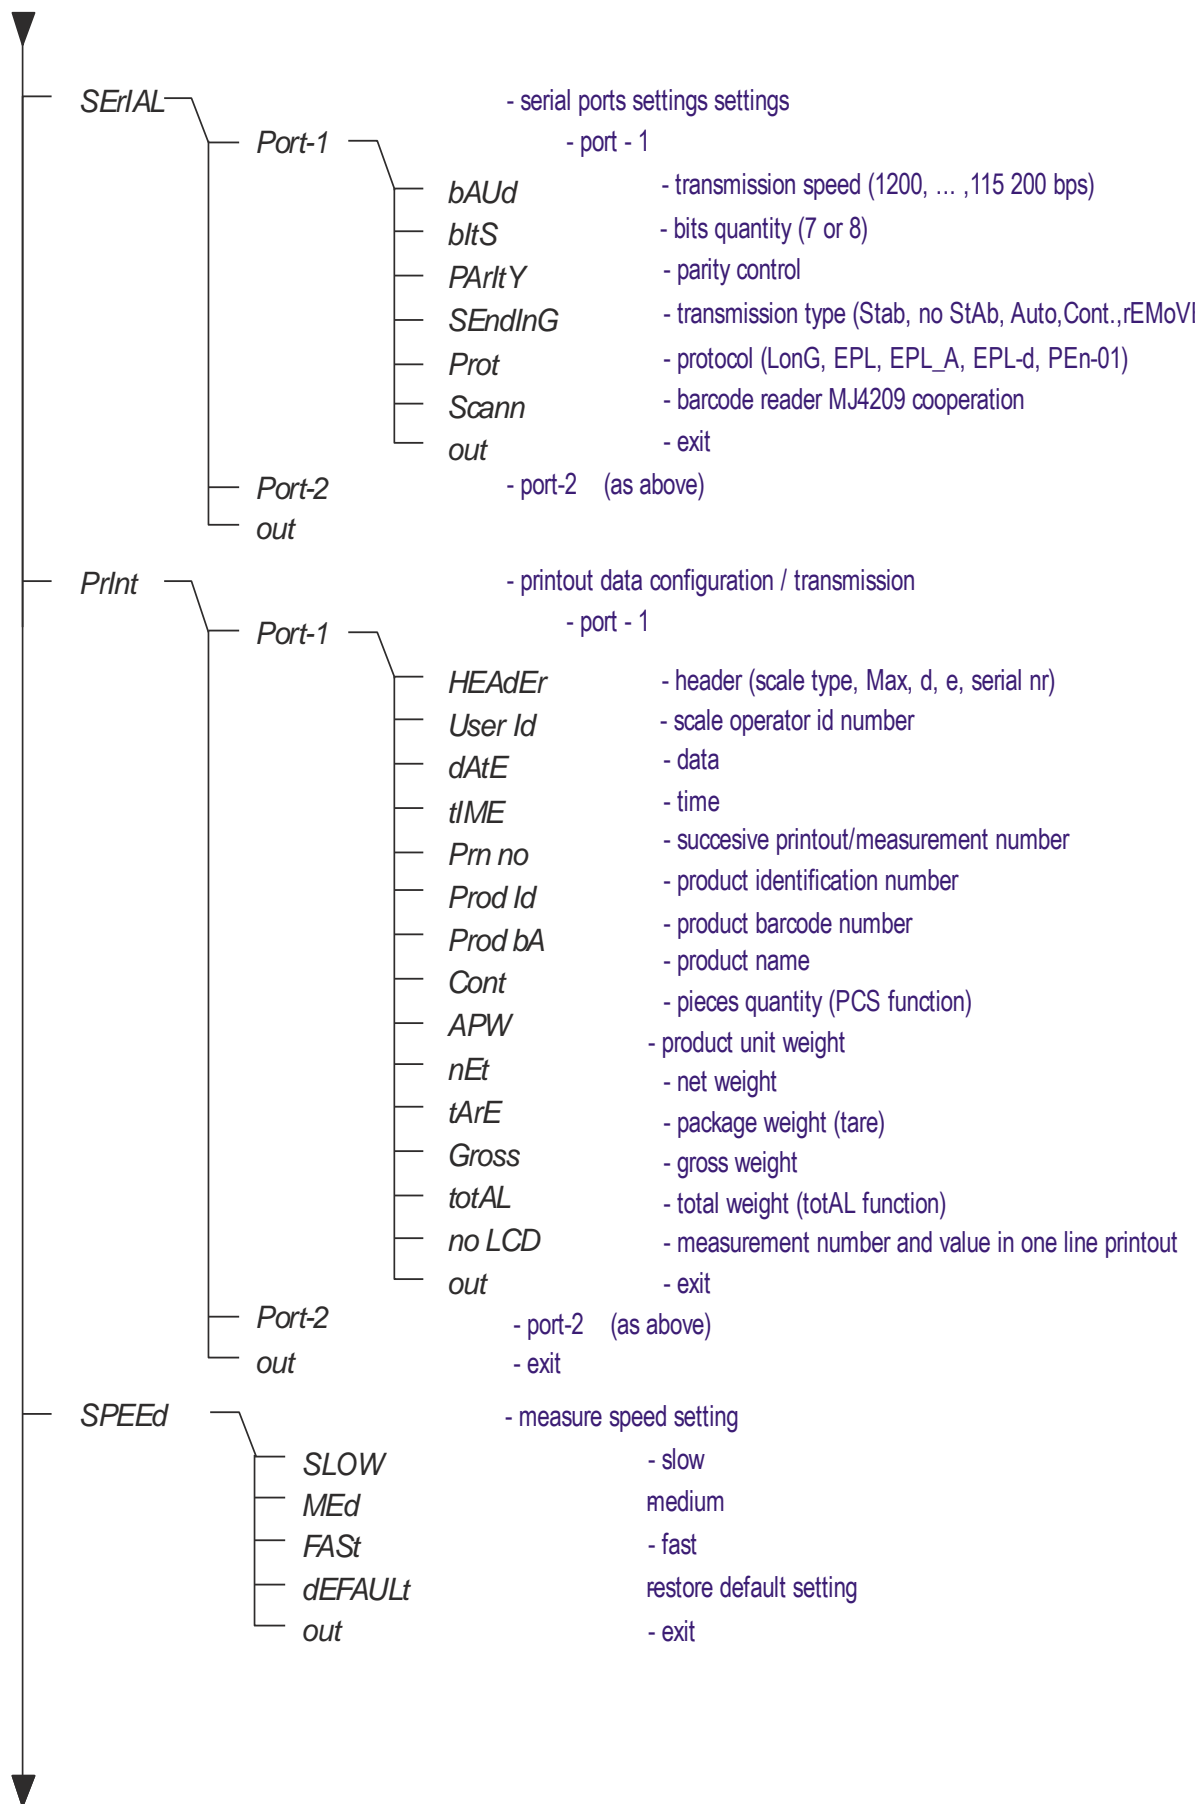 SErIAL - serial ports settings settings
Port-1 - port - 1
bAUd - transmission speed (1200, ... ,115 200 bps)
bItS - bits quantity (7 or 8)
PArItY - parity control
SEndInG - transmission type (Stab, no StAb, Auto,Cont.,rEMoVI
Prot - protocol (LonG, EPL, EPL_A, EPL-d, PEn-01)
Scann - barcode reader MJ4209 cooperation
out - exit
Port-2 - port-2 (as above)
out
PrInt - printout data configuration / transmission
Port-1 - port - 1
HEAdEr - header (scale type, Max, d, e, serial nr)
User Id - scale operator id number
dAtE - data
tIME - time
Prn no - succesive printout/measurement number
Prod Id - product identification number
Prod bA - product barcode number
- product name
Cont - pieces quantity (PCS function)
APW - product unit weight
nEt - net weight
tArE - package weight (tare)
Gross - gross weight
totAL - total weight (totAL function)
no LCD - measurement number and value in one line printout
out - exit
Port-2 - port-2 (as above)
out - exit
SPEEd - measure speed setting
SLOW - slow
MEd - medium
FASt - fast
dEFAULt - restore default setting
out - exit